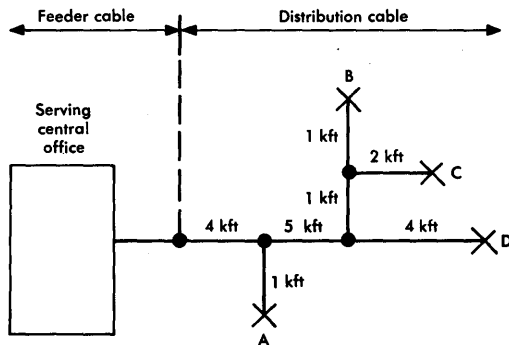 Feeder cable
Distribution cable
Serving
central
office
B
1 kft
2 kft
C
1 kft
4 kft
5 kft
4 kft
D
1 kft
A